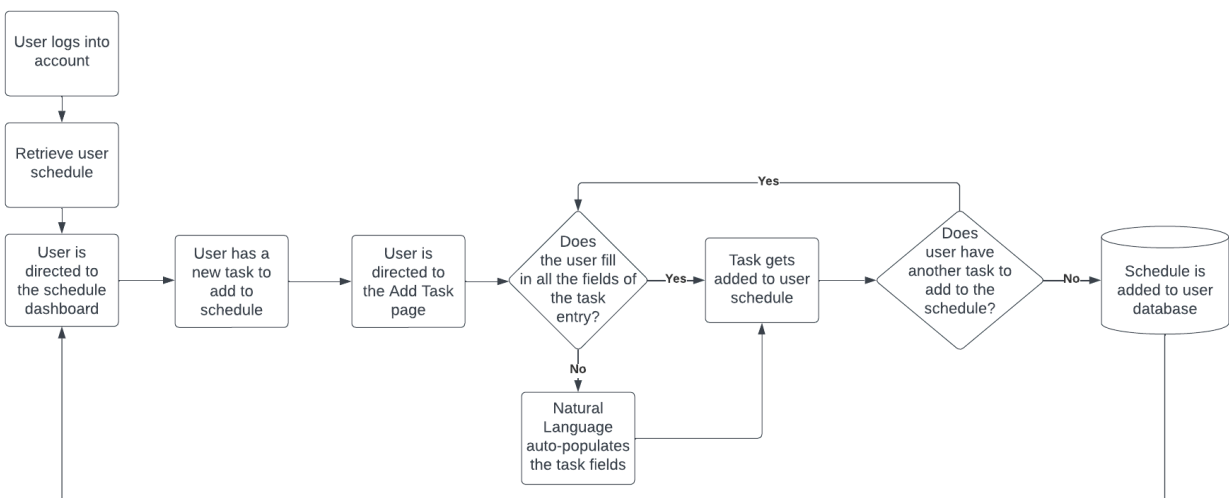 User logs into
account
Retrieve user
schedule
User is
directed to
the schedule
dashboard
User has a
new task to
add to
schedule
User is
directed to
the Add Task
page
Does
the user fill
in all the fields of
the task
entry?
Yes
No
Natural
Language
auto-populates
the task fields
Task gets
added to user
schedule
Yes
Does
user have
another task to
add to the
schedule?
No
Schedule is
added to user
database